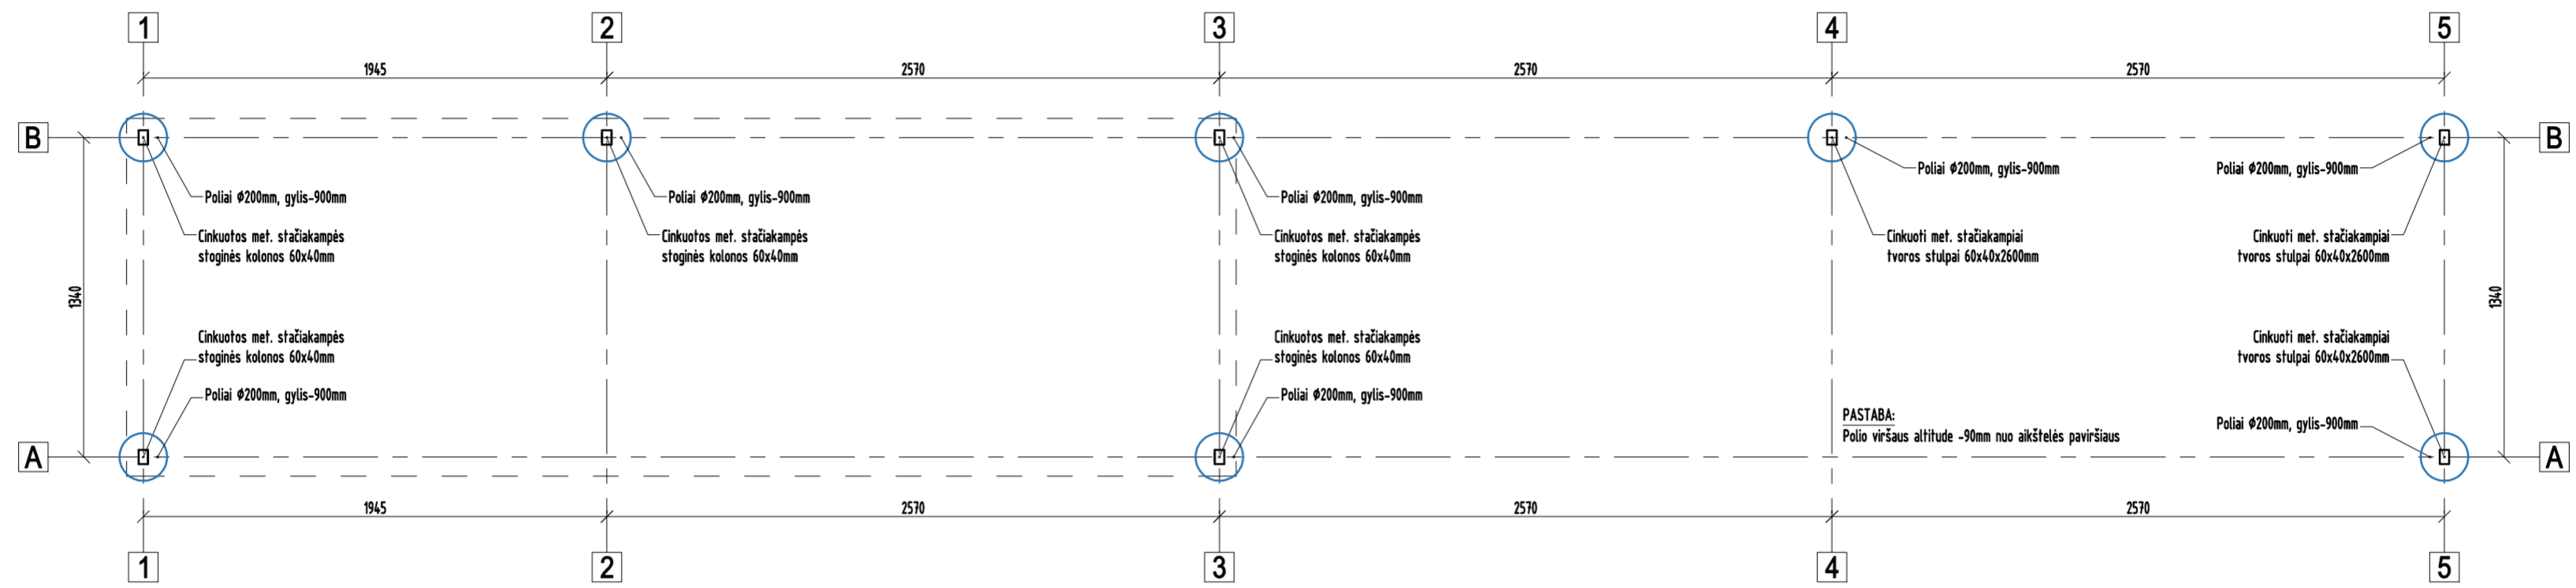 1 2 3 4 5
1945 2570 2570 2570
B B
Poliai Ø200mm, gylis-900mm Poliai Ø200mm, gylis-900mm
Poliai Ø200mm, gylis-900mm Poliai Ø200mm, gylis-900mm Poliai Ø200mm, gylis-900mm
Cinkuotos met. stačiakampės Cinkuotos met. stačiakampės Cinkuotos met. stačiakampės Cinkuoti met. stačiakampiai Cinkuoti met. stačiakampiai
stoginės kolonos 60x40mm stoginės kolonos 60x40mm stoginės kolonos 60x40mm tvoros stulpai 60x40x2600mm tvoros stulpai 60x40x2600mm
1340 1340
Cinkuotos met. stačiakampės Cinkuotos met. stačiakampės Cinkuoti met. stačiakampiai
stoginės kolonos 60x40mm stoginės kolonos 60x40mm tvoros stulpai 60x40x2600mm
Poliai Ø200mm, gylis-900mm Poliai Ø200mm, gylis-900mm
PASTABA: Poliai Ø200mm, gylis-900mm
Polio viršaus altitude -90mm nuo aikštelės paviršiaus
A A
1945 2570 2570 2570
1 2 3 4 5